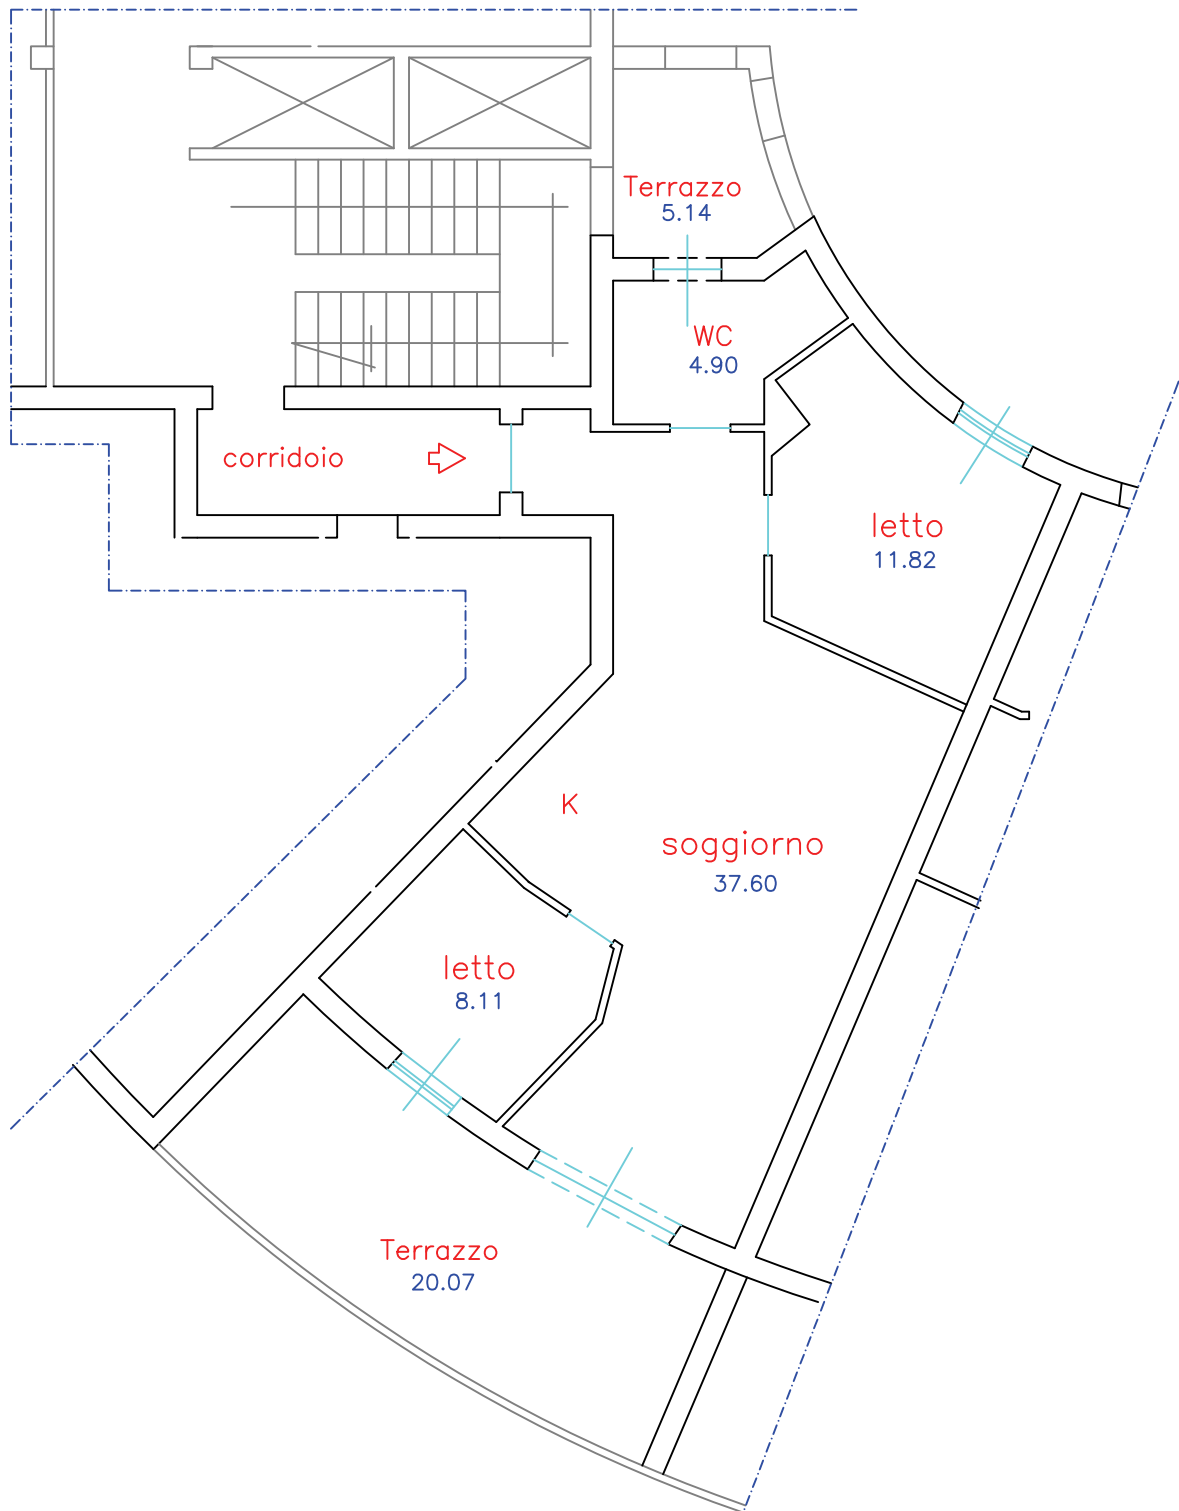 Terrazzo
5.14
WC
4.90
corridoio
letto
11.82
K
soggiorno
37.60
letto
8.11
Terrazzo
20.07